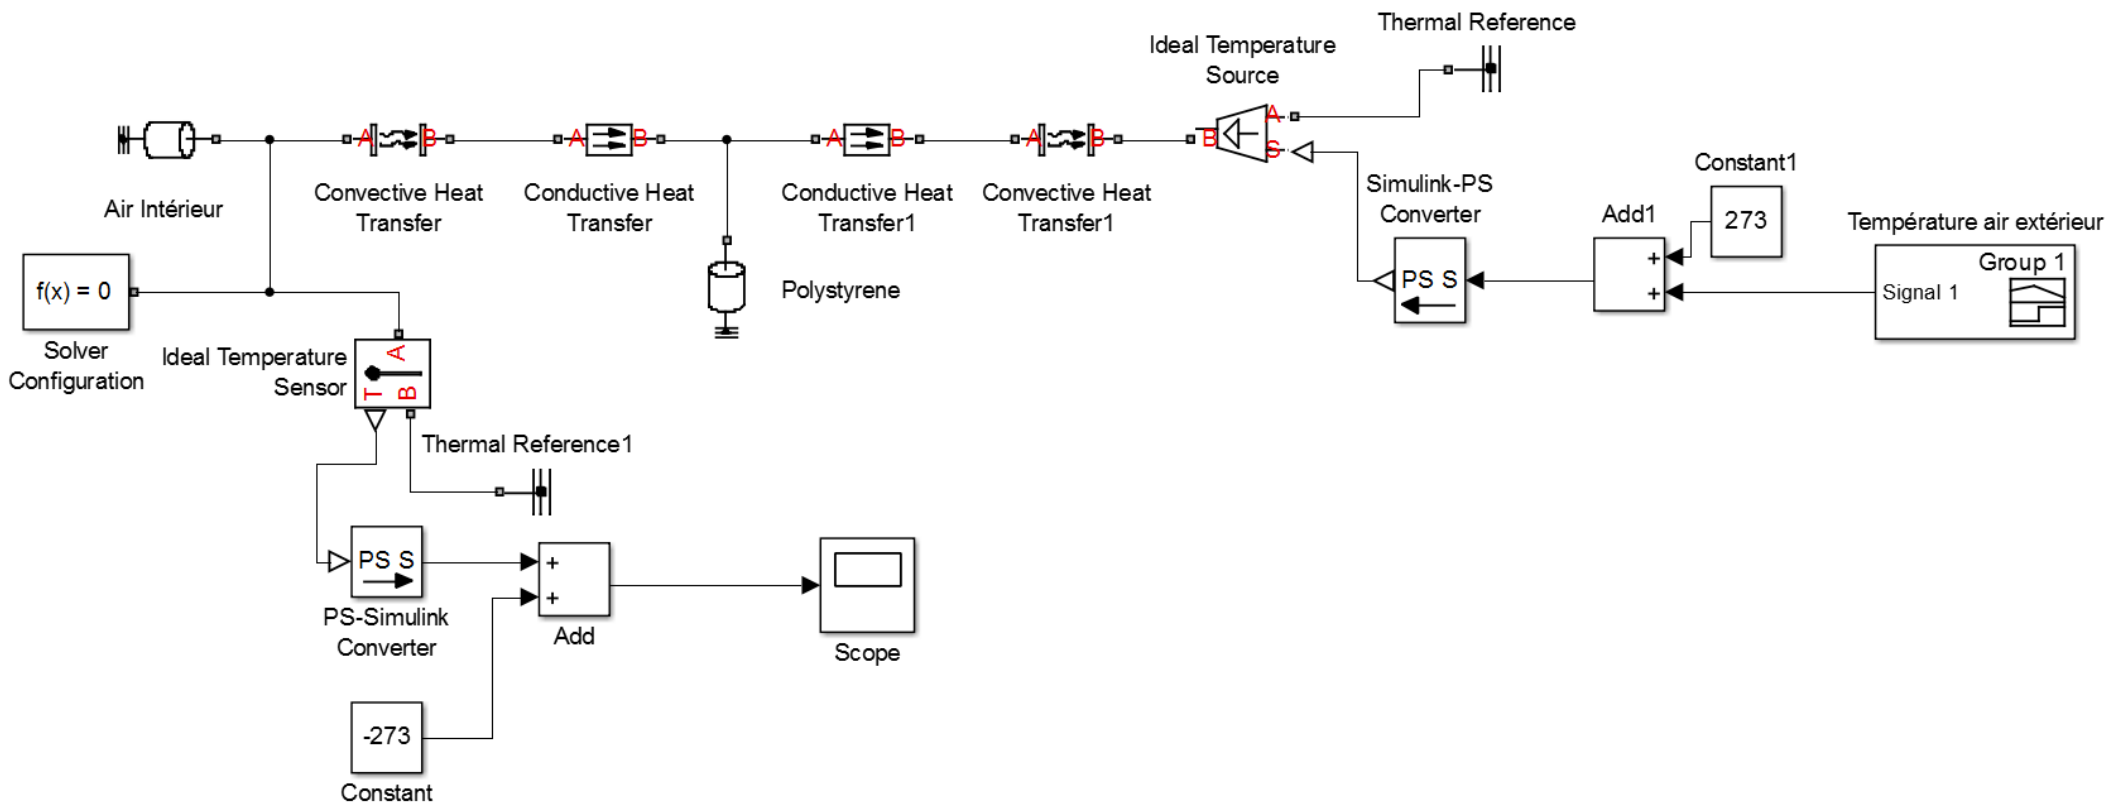 Thermal Reference
Ideal Temperature
Source
A
B
S
A B
A B
A B
A B
Air Intérieur
Convective Heat
Transfer
Conductive Heat
Transfer
Conductive Heat
Transfer1
Convective Heat
Transfer1
Simulink-PS
Converter
PS S
Add1
+
+
Constant1
273
Température air extérieur
Group 1
Signal 1
Polystyrene
f(x) = 0
Solver
Configuration
Ideal Temperature
Sensor
A
T
B
Thermal Reference1
PS S
PS-Simulink
Converter
+
+
Add
Scope
-273
Constant